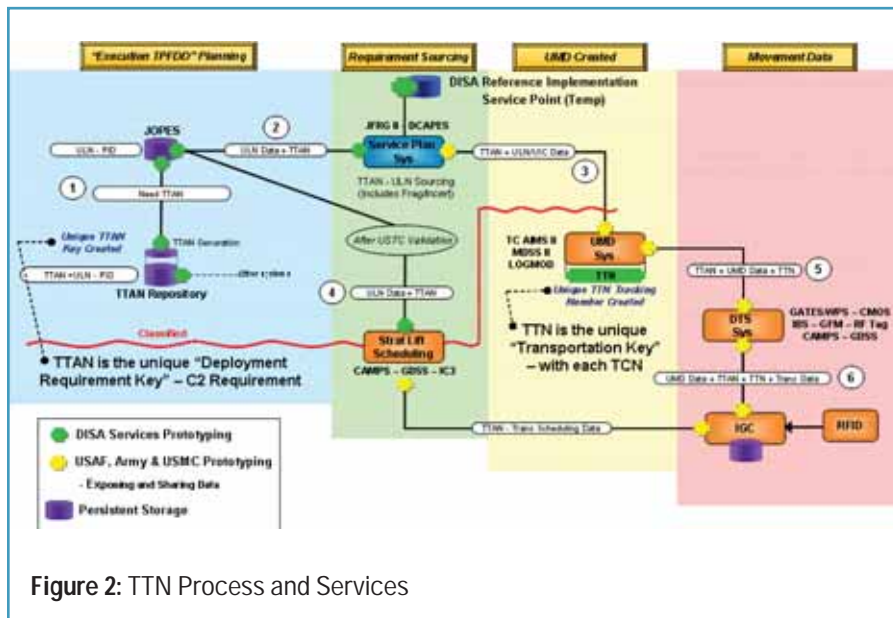 "Execution TPFDD" Planning
Requirement Sourcing
UMD Created
Movement Data
DISA Reference Implementation
Service Point (Temp)
JOPES
ULN - PID
2
ULN Data + TTAN
JFRG II - DCAPES
Service Plan
Sys
TTAN + ULN/UIC Data
3
1
Need TTAN
TTAN - ULN Sourcing
(Includes Frag/Incert)
Unique TTAN
Key Created
TTAN Generation
After USTC Validation
TC AIMS II
MDSS II
LOGMOD
UMD
Sys
TTN
TTAN +ULN - PID
TTAN Repository
Unique TTN Tracking
Number Created
TTAN + UMD Data + TTN
5
4
ULN Data + TTAN
Classified
Strat Lift
Scheduling
CAMPS - GDSS - IC3
TTN is the unique
"Transportation Key"
– with each TCN
DTS
Sys
GATES/WPS - CMOS
IBS - GFM - RF Tag
CAMPS - GDSS
TTAN is the unique "Deployment
Requirement Key" – C2 Requirement
UMD Data + TTAN + TTN + Trans Data
6
TTAN - Trans Scheduling Data
IGC
RFID
DISA Services Prototyping
USAF, Army & USMC Prototyping
- Exposing and Sharing Data
Persistent Storage
Figure 2: TTN Process and Services